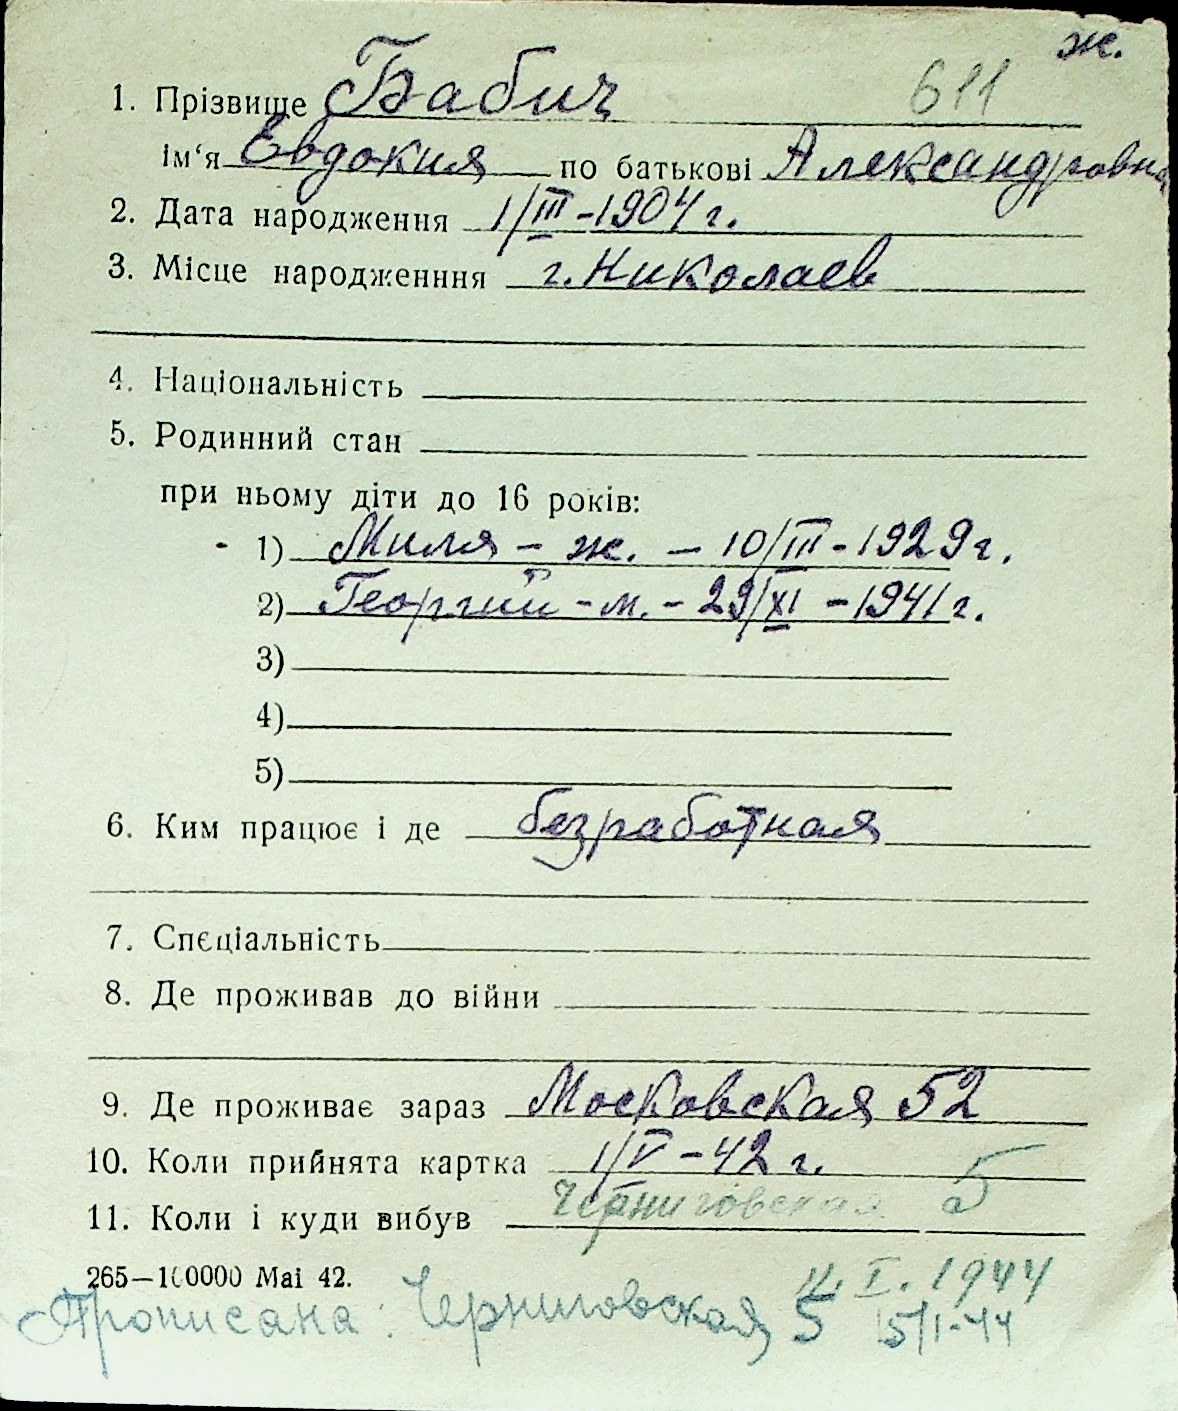 ж.
1. Прізвище Бабич 611
ім'я Евдокия по батькові Александровна
2. Дата народження 1/III-1904 г.
3. Місце народженння г. Николаев
4. Національність
5. Родинний стан
при ньому діти до 16 років:
- 1) Миля - ж. - 10/III-1929 г.
2) Георгий - м. - 29/XI - 1941 г.
3)
4)
5)
6. Ким працює і де безработная
7. Спєціальність
8. Де проживав до війни
9. Де проживає зараз Московская 52
10. Коли прийнята картка 1/V-42 г.
Черниговская 5
11. Коли і куди вибув
265—100000 Маі 42. I. 1944
Прописана: Черниговская 5 15/I-44